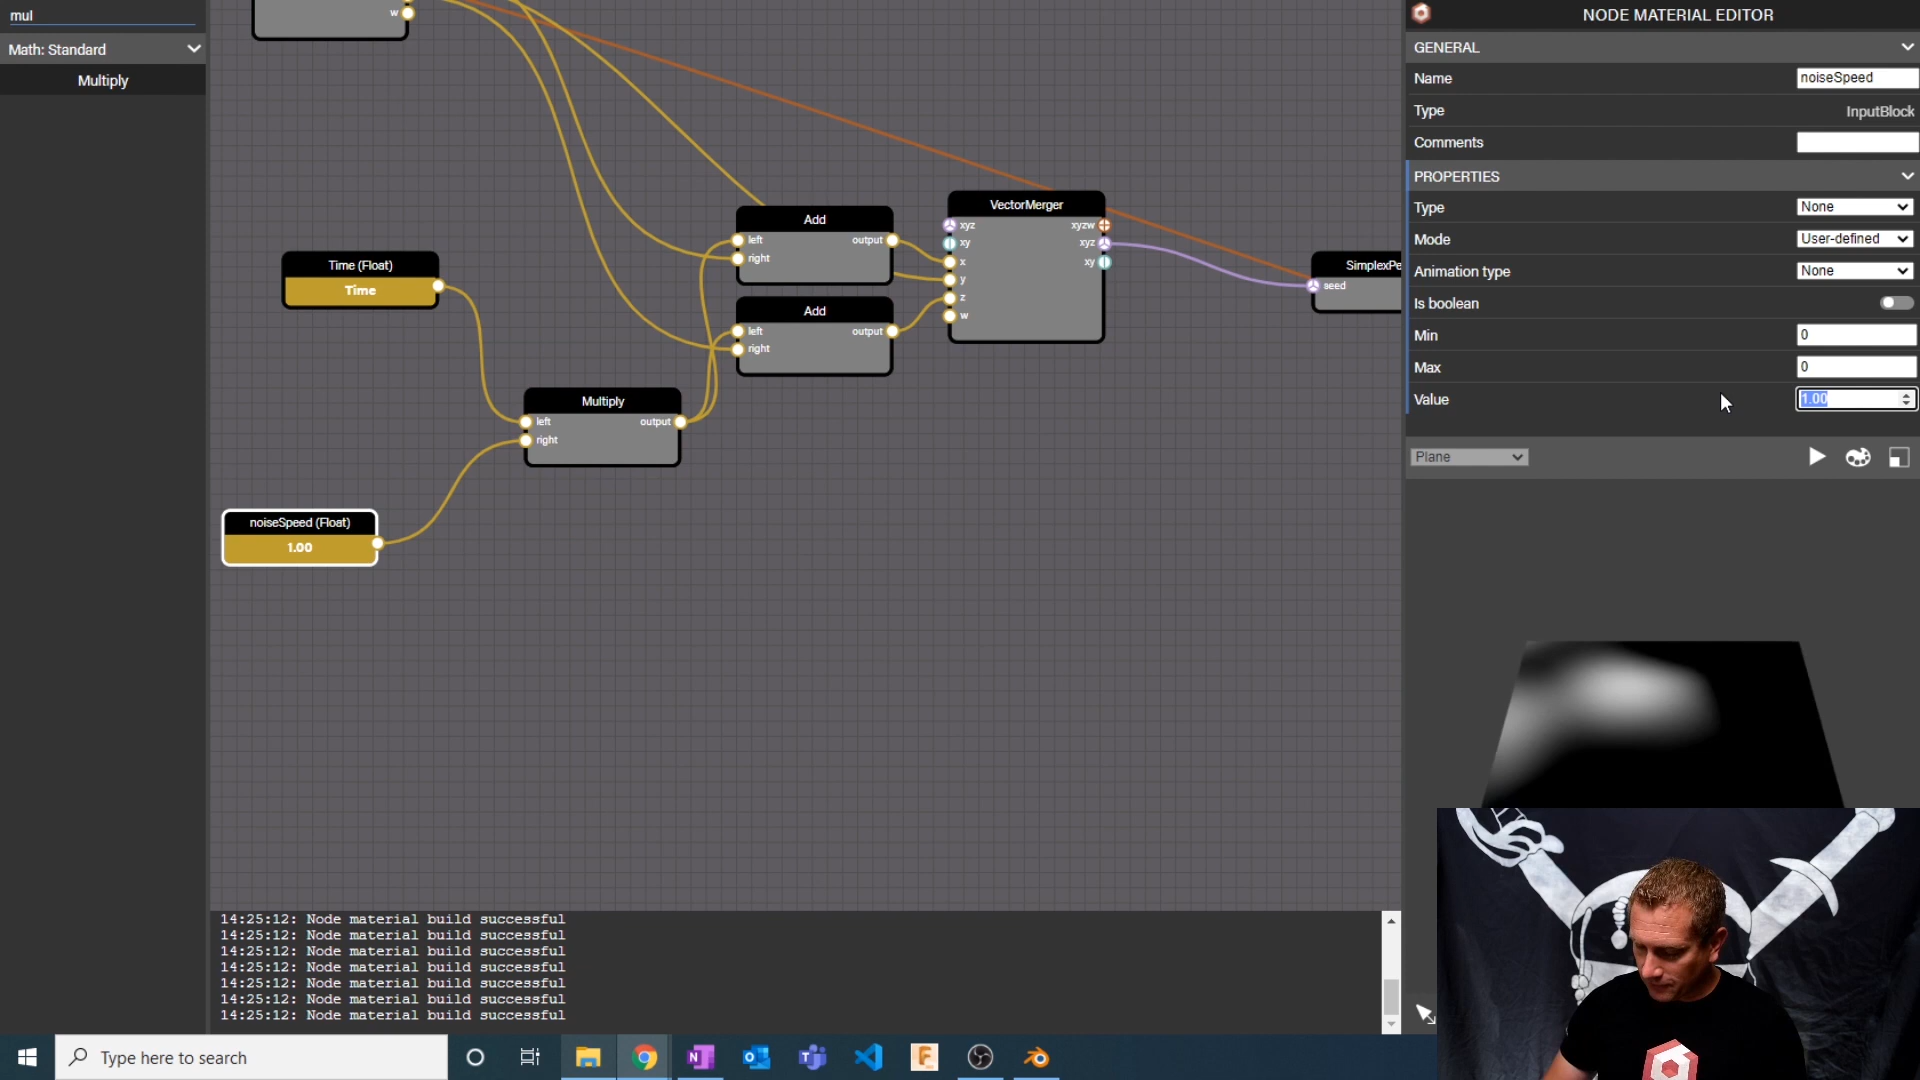 mul
Math: Standard
Multiply
w
Time (Float)
Time
noiseSpeed (Float)
1.00
Multiply
left
output
right
Add
left
output
right
Add
left
output
right
VectorMerger
xyz
xyzw
xy
xyz
x
xy
y
z
w
SimplexPe
seed
14:25:12: Node material build successful
14:25:12: Node material build successful
14:25:12: Node material build successful
14:25:12: Node material build successful
14:25:12: Node material build successful
14:25:12: Node material build successful
14:25:12: Node material build successful
NODE MATERIAL EDITOR
GENERAL
Name
noiseSpeed
Type
InputBlock
Comments
PROPERTIES
Type
None
Mode
User-defined
Animation type
None
Is boolean
Min
0
Max
0
Value
1.00
Plane
Type here to search